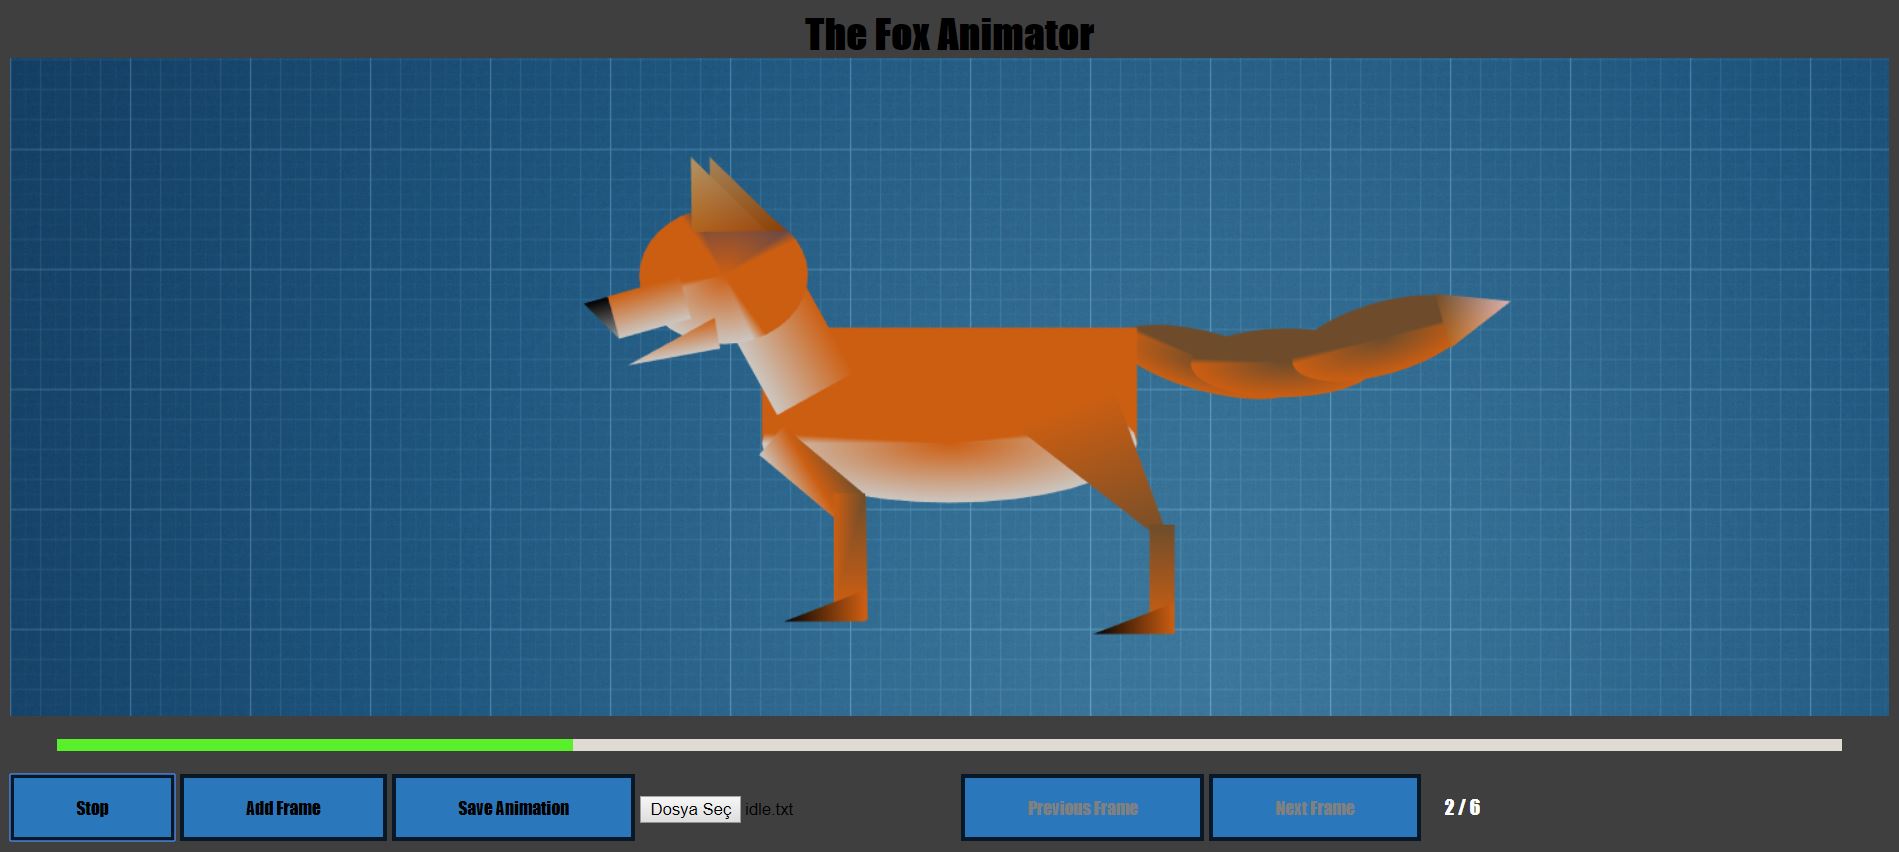 The Fox Animator
Stop
Add Frame
Save Animation
Dosya Seç idle.txt
Previous Frame
Next Frame
2 / 6